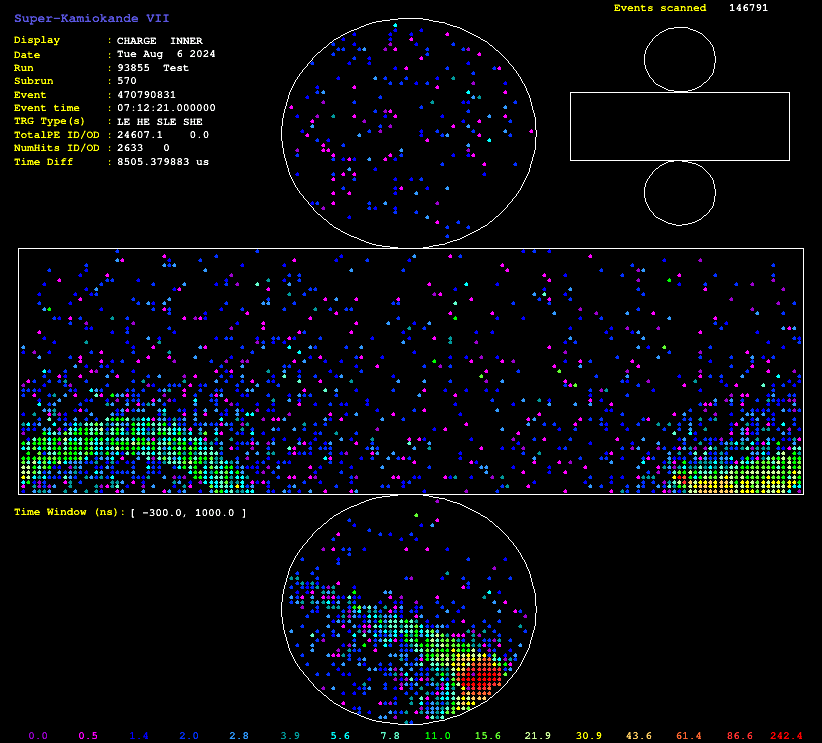 Super-Kamiokande VII
Events scanned 146791
Display : CHARGE INNER
Date : Tue Aug 6 2024
Run : 93855 Test
Subrun : 570
Event : 470790831
Event time : 07:12:21.000000
TRG Type(s) : LE HE SLE SHE
TotalPE ID/OD : 24607.1 0.0
NumHits ID/OD : 2633 0
Time Diff : 8505.379883 us
Time Window (ns): [ -300.0, 1000.0 ]
0.0 0.5 1.4 2.0 2.8 3.9 5.6 7.8 11.0 15.6 21.9 30.9 43.6 61.4 86.6 242.4